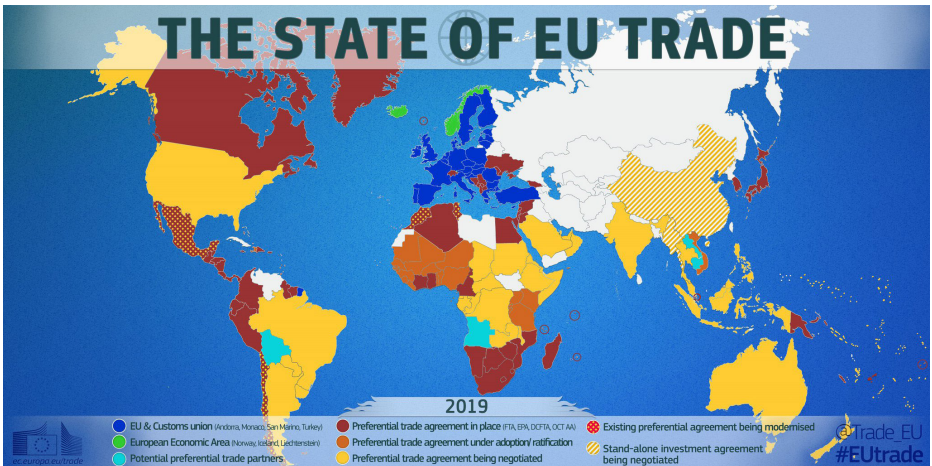 THE STATE OF EU TRADE
2019
EU & Customs union (Andorra, Monaco, San Marino, Turkey)
European Economic Area (Norway, Iceland, Liechtenstein)
Potential preferential trade partners
Preferential trade agreement in place (FTA, EPA, DCFTA, OCT AA)
Preferential trade agreement under adoption/ ratification
Preferential trade agreement being negotiated
Existing preferential agreement being modernised
Stand-alone investment agreement
being negotiated
ec.europa.eu/trade
@Trade_EU
#EUtrade